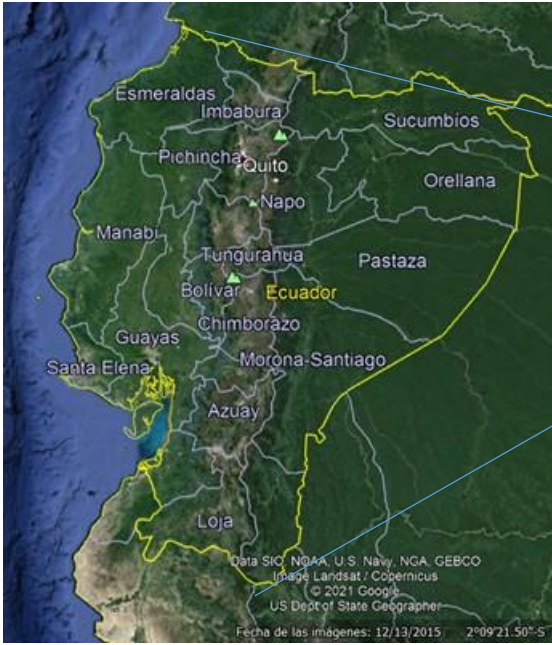 Esmeraldas
Imbabura
Sucumbíos
Pichincha
Quito
Orellana
Napo
Manabi
Tungurahua
Pastaza
Bolívar
Ecuador
Chimborazo
Guayas
Morona-Santiago
Santa Elena
Azuay
Loja
Data SIO, NOAA, U.S. Navy, NGA, GEBCO
Image Landsat / Copernicus
© 2021 Google
US Dept of State Geographer
Fecha de las imágenes: 12/13/2015 2°09'21.50" S